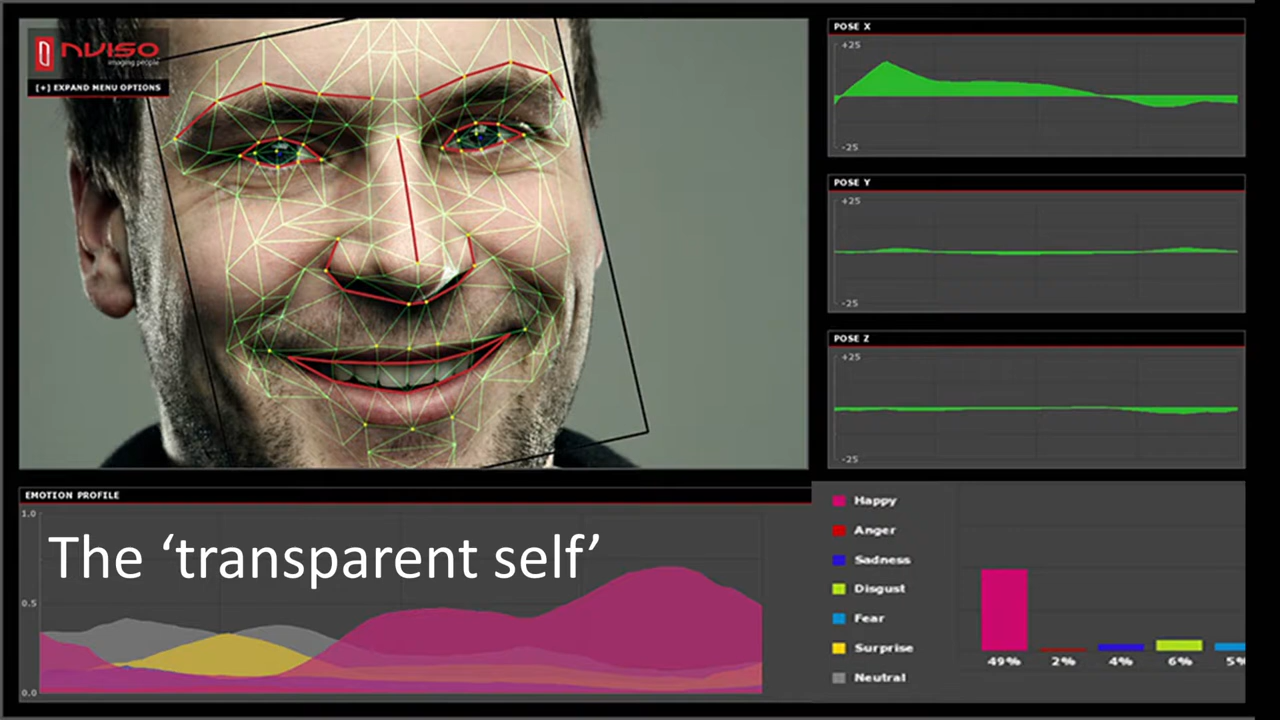 nviso
imaging people
[+] EXPAND MENU OPTIONS
POSE X
+25
-25
POSE Y
+25
-25
POSE Z
+25
-25
EMOTION PROFILE
1.0
0.5
0.0
The ‘transparent self’
Happy
Anger
Sadness
Disgust
Fear
Surprise
Neutral
49% 2% 4% 6% 5%